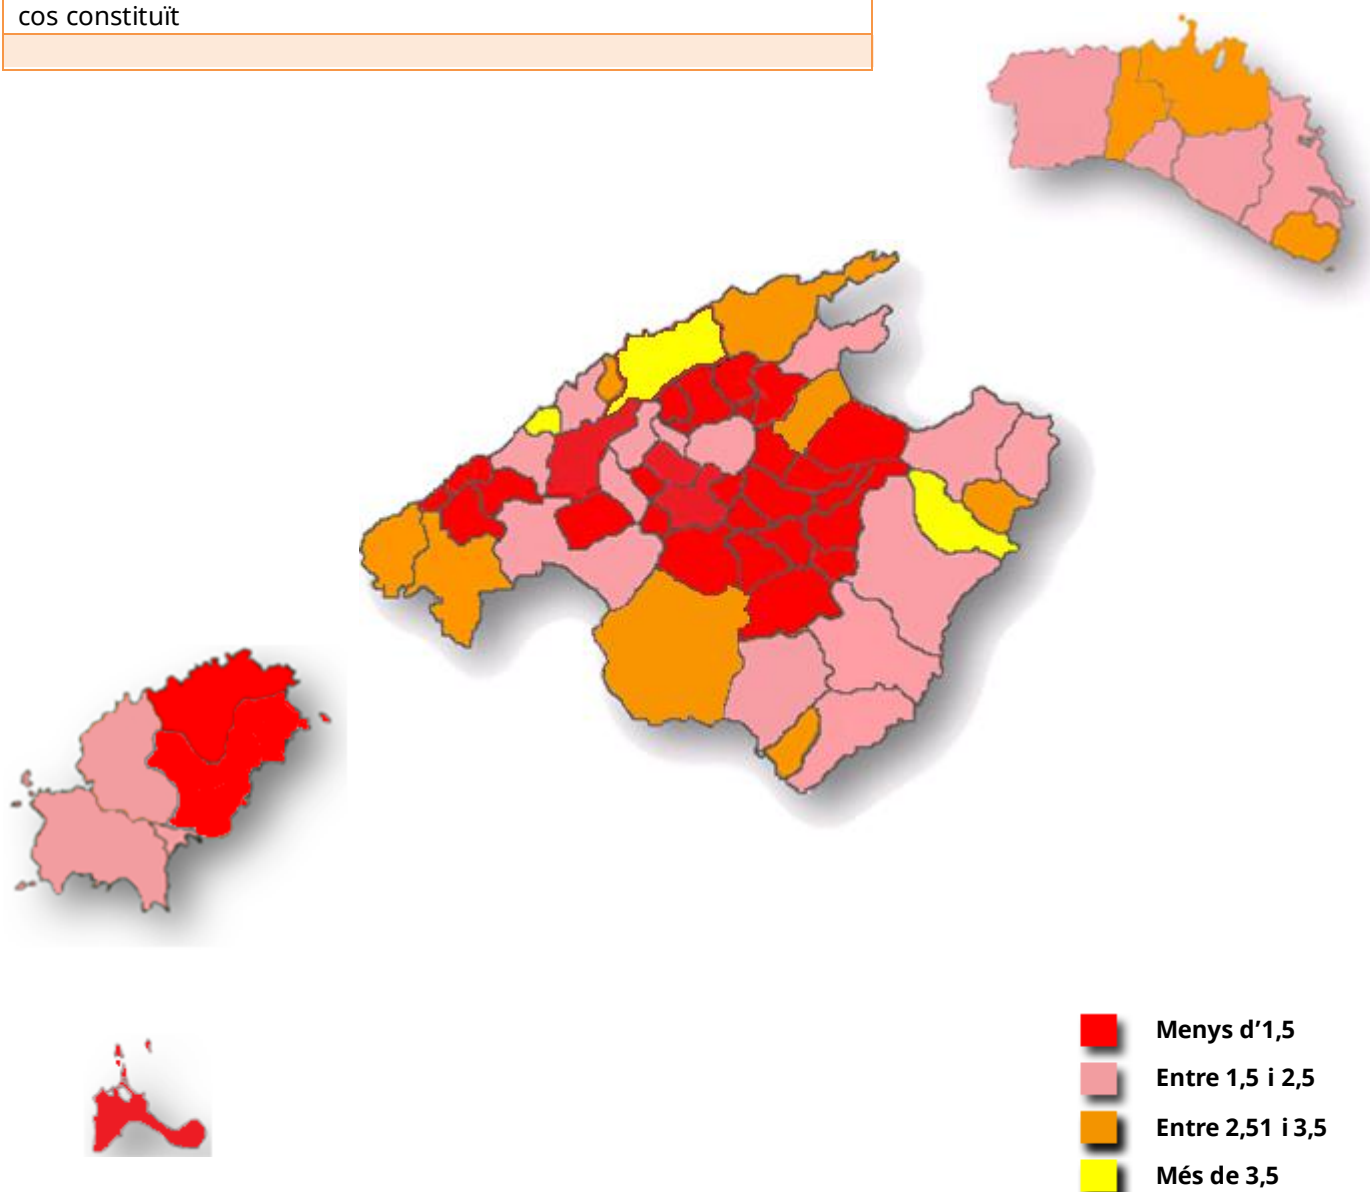 cos constituït
Menys d’1,5
Entre 1,5 i 2,5
Entre 2,51 i 3,5
Més de 3,5